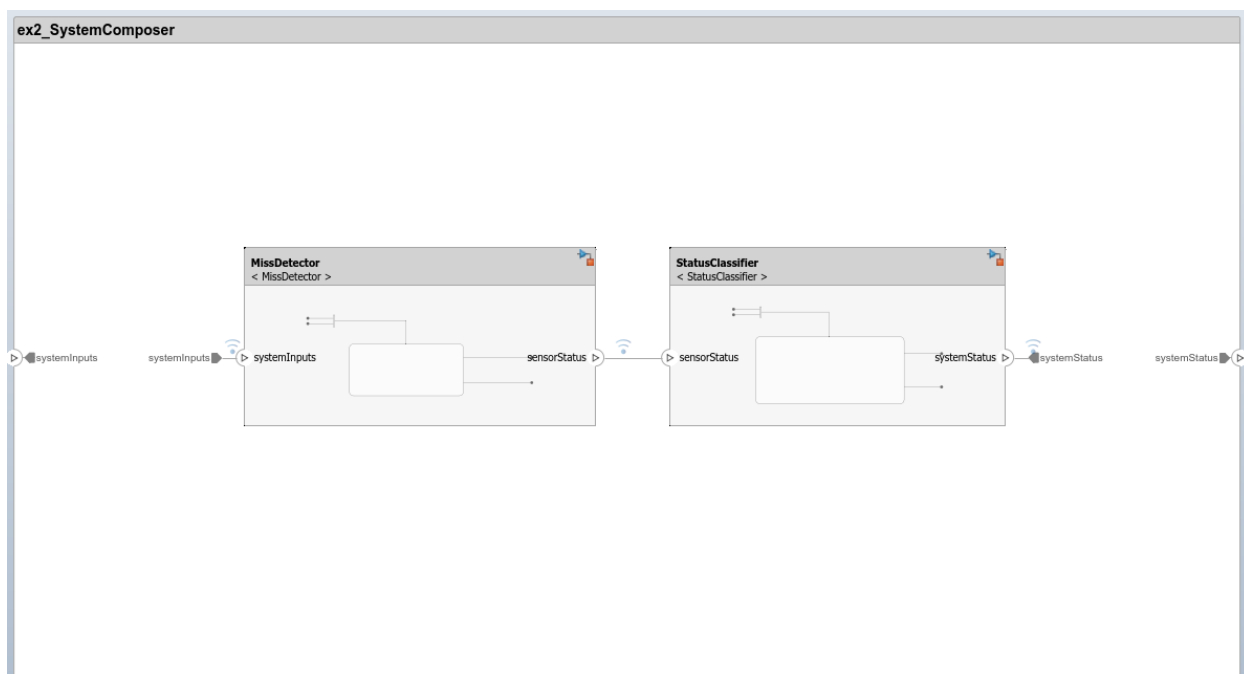 ex2_SystemComposer
MissDetector
< MissDetector >
StatusClassifier
< StatusClassifier >
systemInputs
systemInputs
systemInputs
sensorStatus
sensorStatus
systemStatus
systemStatus
systemStatus